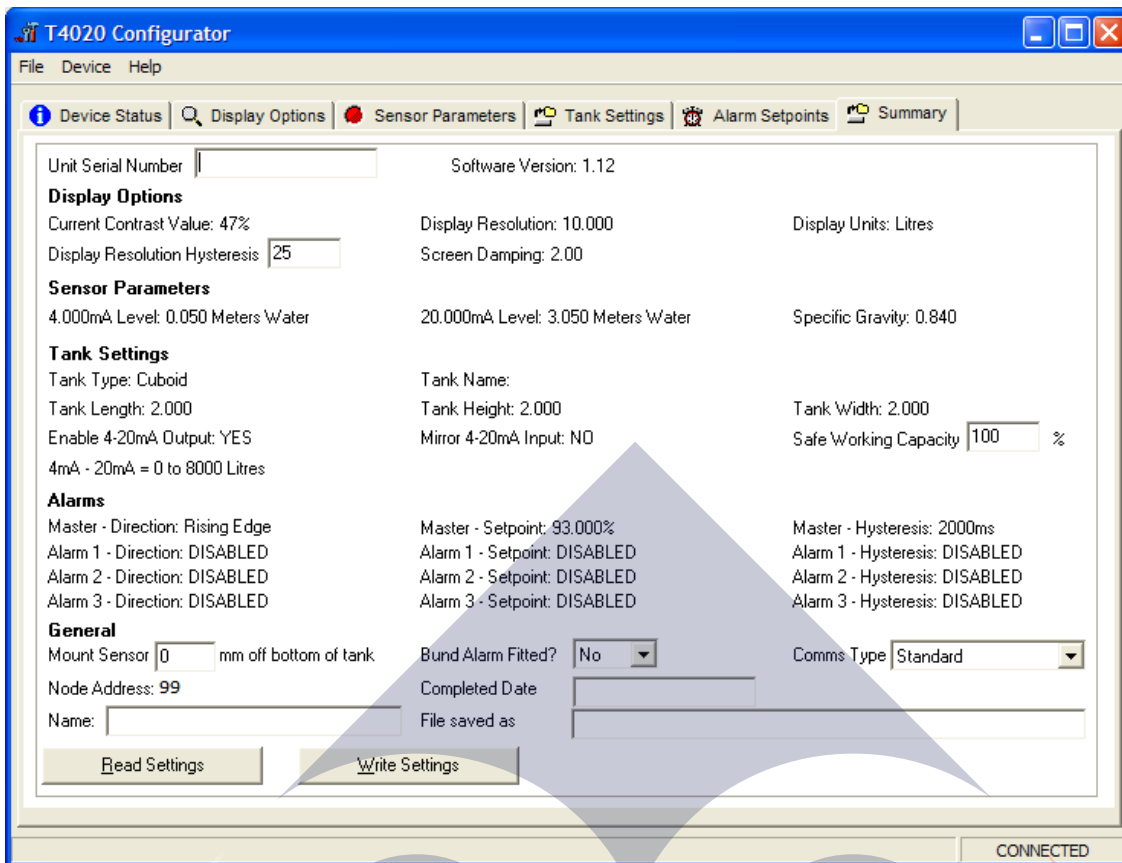 T4020 Configurator
File Device Help
Device Status Display Options Sensor Parameters Tank Settings Alarm Setpoints Summary
Unit Serial Number Software Version: 1.12
Display Options
Current Contrast Value: 47% Display Resolution: 10.000 Display Units: Litres
Display Resolution Hysteresis 25 Screen Damping: 2.00
Sensor Parameters
4.000mA Level: 0.050 Meters Water 20.000mA Level: 3.050 Meters Water Specific Gravity: 0.840
Tank Settings
Tank Type: Cuboid Tank Name:
Tank Length: 2.000 Tank Height: 2.000 Tank Width: 2.000
Enable 4-20mA Output: YES Mirror 4-20mA Input: NO Safe Working Capacity 100 %
4mA - 20mA = 0 to 8000 Litres
Alarms
Master - Direction: Rising Edge Master - Setpoint: 93.000% Master - Hysteresis: 2000ms
Alarm 1 - Direction: DISABLED Alarm 1 - Setpoint: DISABLED Alarm 1 - Hysteresis: DISABLED
Alarm 2 - Direction: DISABLED Alarm 2 - Setpoint: DISABLED Alarm 2 - Hysteresis: DISABLED
Alarm 3 - Direction: DISABLED Alarm 3 - Setpoint: DISABLED Alarm 3 - Hysteresis: DISABLED
General
Mount Sensor 0 mm off bottom of tank Bund Alarm Fitted? No Comms Type Standard
Node Address: 99 Completed Date
Name: File saved as
Read Settings Write Settings
CONNECTED